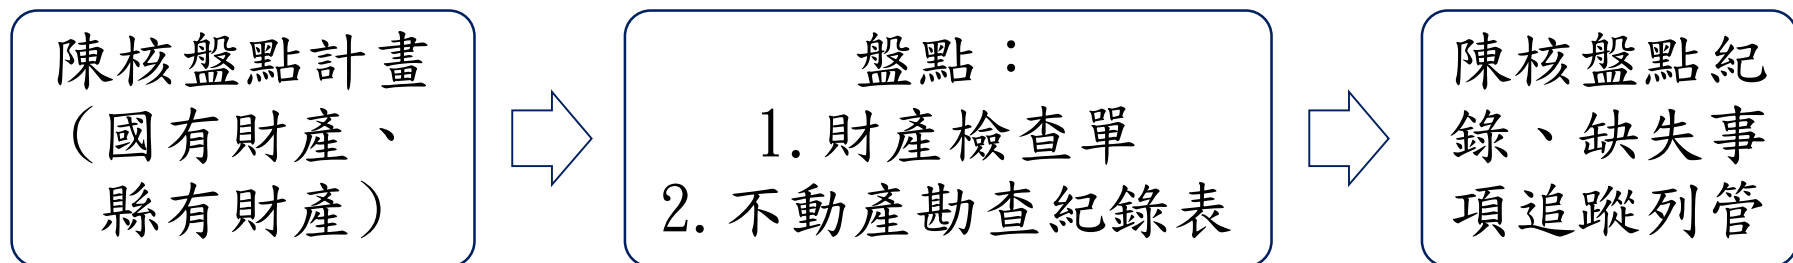 陳核盤點計畫
（國有財產、
縣有財產）
盤點：
1.財產檢查單
2.不動產勘查紀錄表
陳核盤點紀
錄、缺失事
項追蹤列管